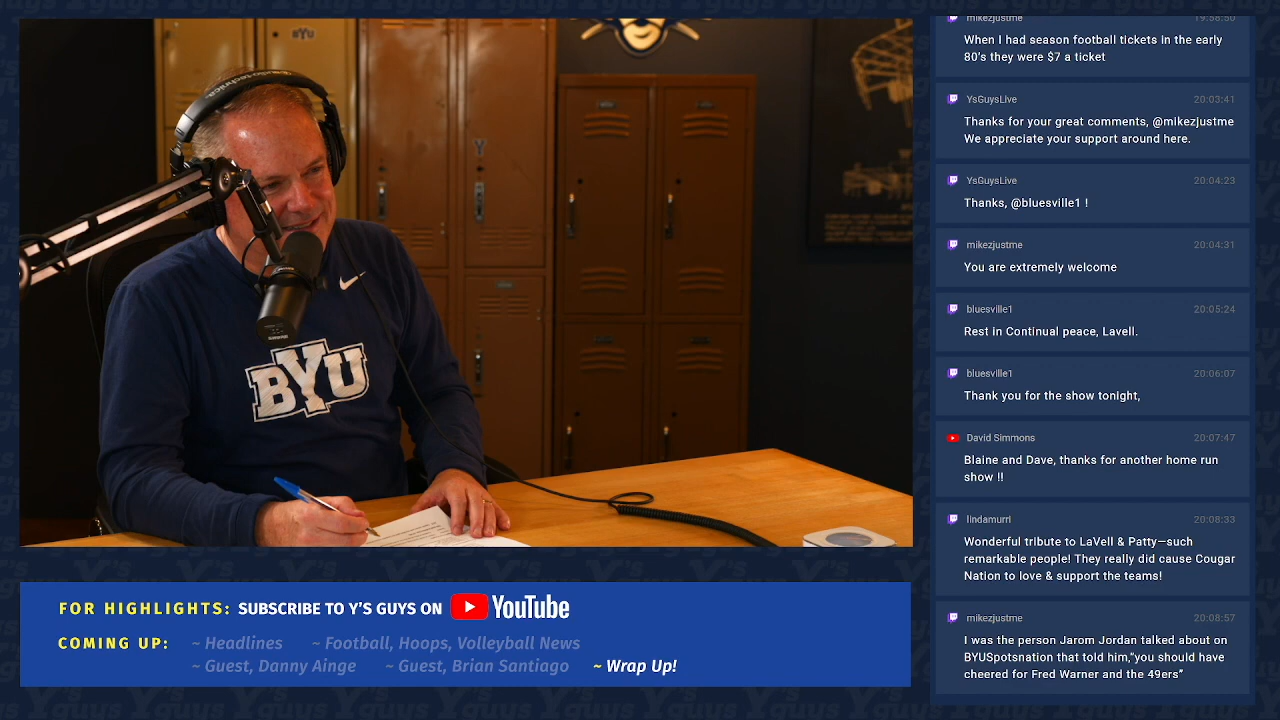 mikezjustme 19:58:50
When I had season football tickets in the early
80's they were $7 a ticket
YsGuysLive 20:03:41
Thanks for your great comments, @mikezjustme
We appreciate your support around here.
YsGuysLive 20:04:23
Thanks, @bluesville1 !
mikezjustme 20:04:31
You are extremely welcome
bluesville1 20:05:24
Rest in Continual peace, Lavell.
bluesville1 20:06:07
Thank you for the show tonight,
David Simmons 20:07:47
Blaine and Dave, thanks for another home run
show !!
lindamurri 20:08:33
Wonderful tribute to LaVell & Patty—such
remarkable people! They really did cause Cougar
Nation to love & support the teams!
mikezjustme 20:08:57
I was the person Jarom Jordan talked about on
BYUSpotsnation that told him,"you should have
cheered for Fred Warner and the 49ers"
BYU
audio-technica
Y
BYU
FOR HIGHLIGHTS: SUBSCRIBE TO Y'S GUYS ON YouTube
COMING UP: ~ Headlines ~ Football, Hoops, Volleyball News
~ Guest, Danny Ainge ~ Guest, Brian Santiago ~ Wrap Up!